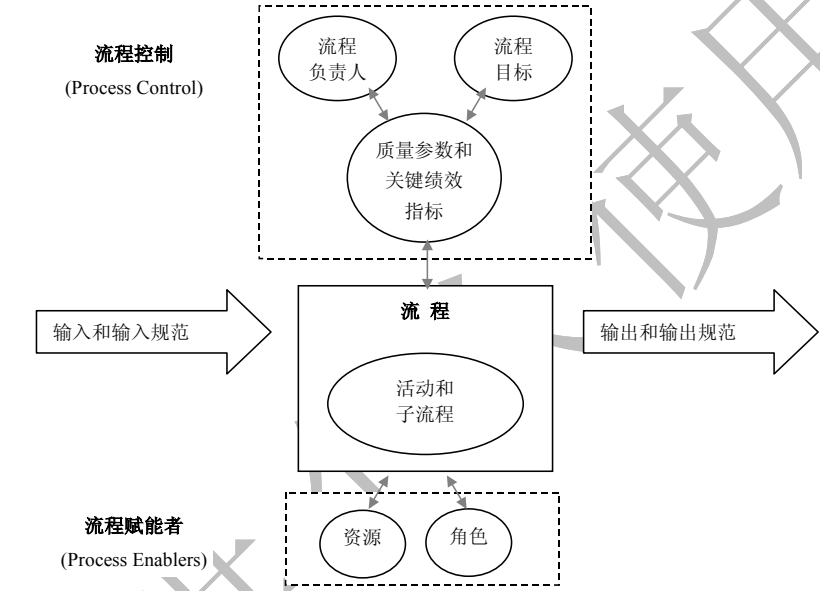 流程控制
(Process Control)
流程
负责人
流程
目标
质量参数和
关键绩效
指标
流 程
输入和输入规范
输出和输出规范
活动和
子流程
流程赋能者
(Process Enablers)
资源
角色
使用